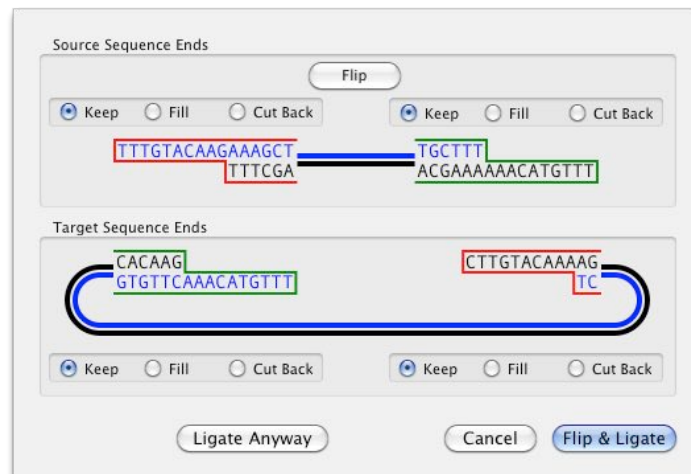 Source Sequence Ends
Flip
Keep Fill Cut Back Keep Fill Cut Back
TTTGTACAAGAAAGCT TGCTTT
TTTCGA ACGAAAAAACATGTTT
Target Sequence Ends
CACAAG CTTGTACAAAAG
GTGTTCAAACATGTTT TC
Keep Fill Cut Back Keep Fill Cut Back
Ligate Anyway Cancel Flip & Ligate